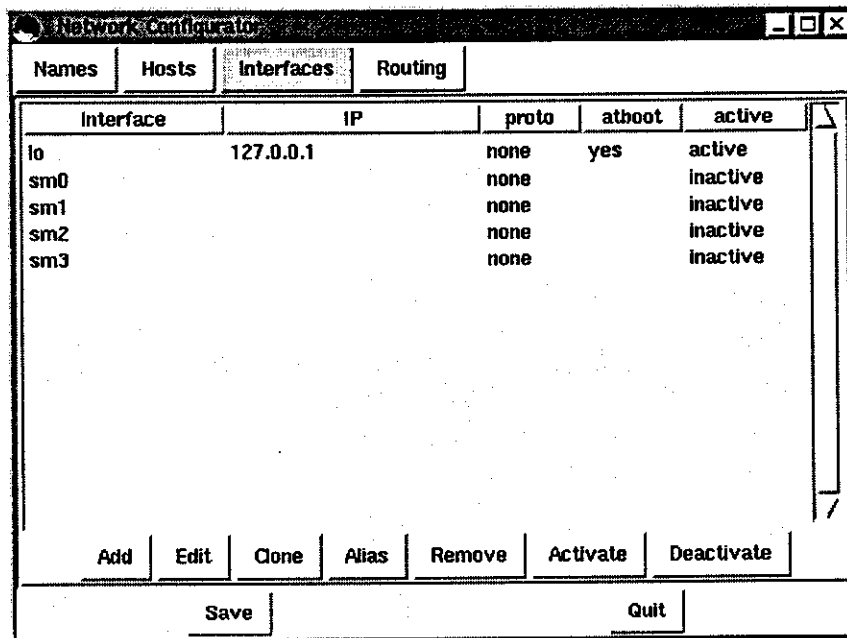 Network Configurator
Names Hosts Interfaces Routing
Interface IP proto atboot active
lo 127.0.0.1 none yes active
sm0 none inactive
sm1 none inactive
sm2 none inactive
sm3 none inactive
Add Edit Clone Alias Remove Activate Deactivate
Save Quit